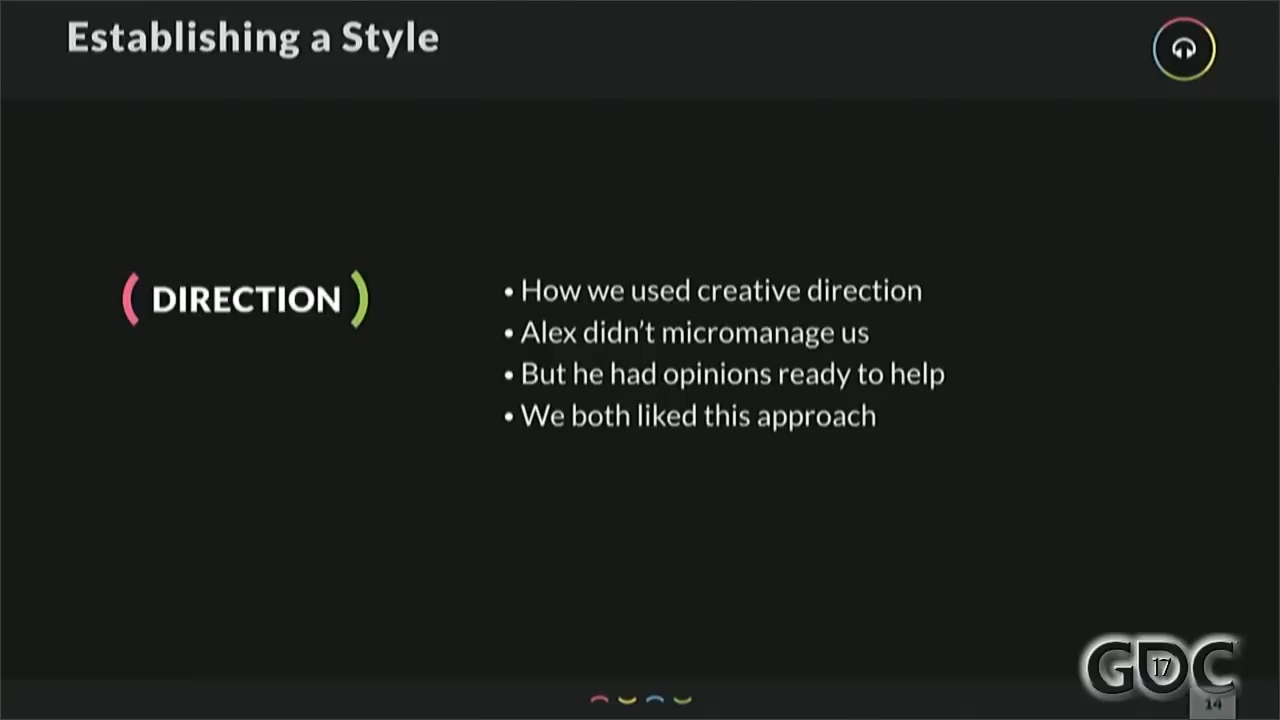 Establishing a Style
( DIRECTION )
• How we used creative direction
• Alex didn't micromanage us
• But he had opinions ready to help
• We both liked this approach
GDC
17
14